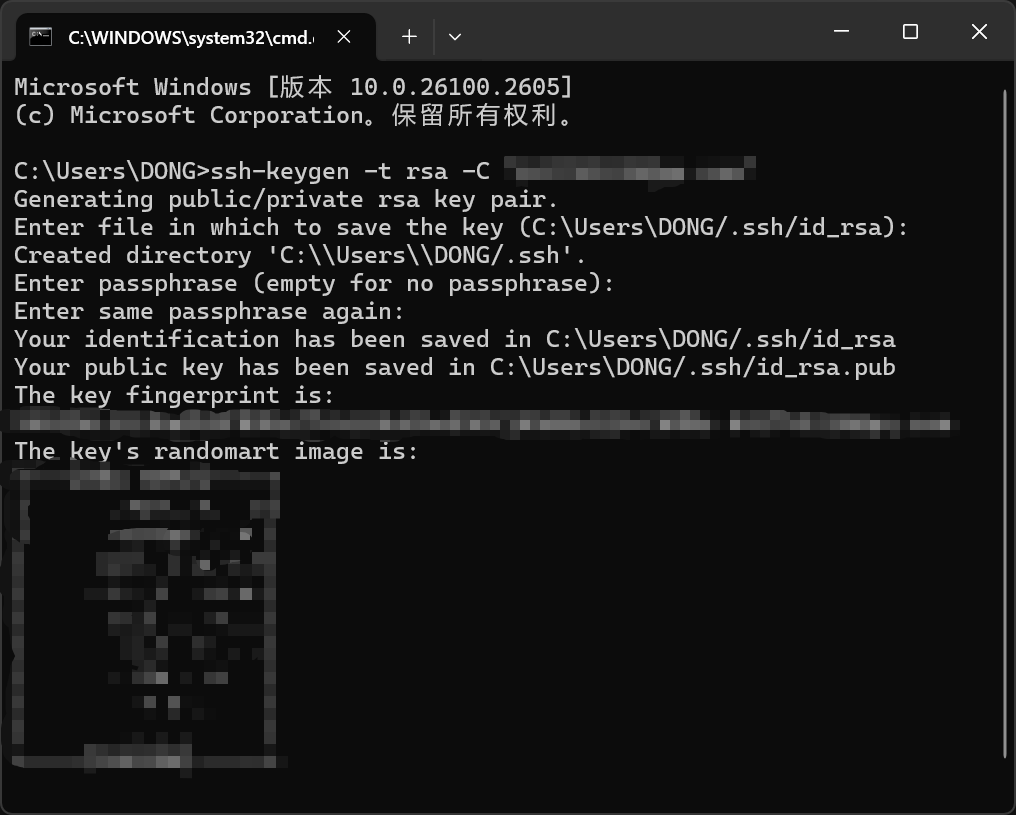 C:\WINDOWS\system32\cmd.
Microsoft Windows [版本 10.0.26100.2605]
(c) Microsoft Corporation。保留所有权利。
C:\Users\DONG>ssh-keygen -t rsa -C
Generating public/private rsa key pair.
Enter file in which to save the key (C:\Users\DONG/.ssh/id_rsa):
Created directory 'C:\\Users\\DONG/.ssh'.
Enter passphrase (empty for no passphrase):
Enter same passphrase again:
Your identification has been saved in C:\Users\DONG/.ssh/id_rsa
Your public key has been saved in C:\Users\DONG/.ssh/id_rsa.pub
The key fingerprint is:
The key's randomart image is: